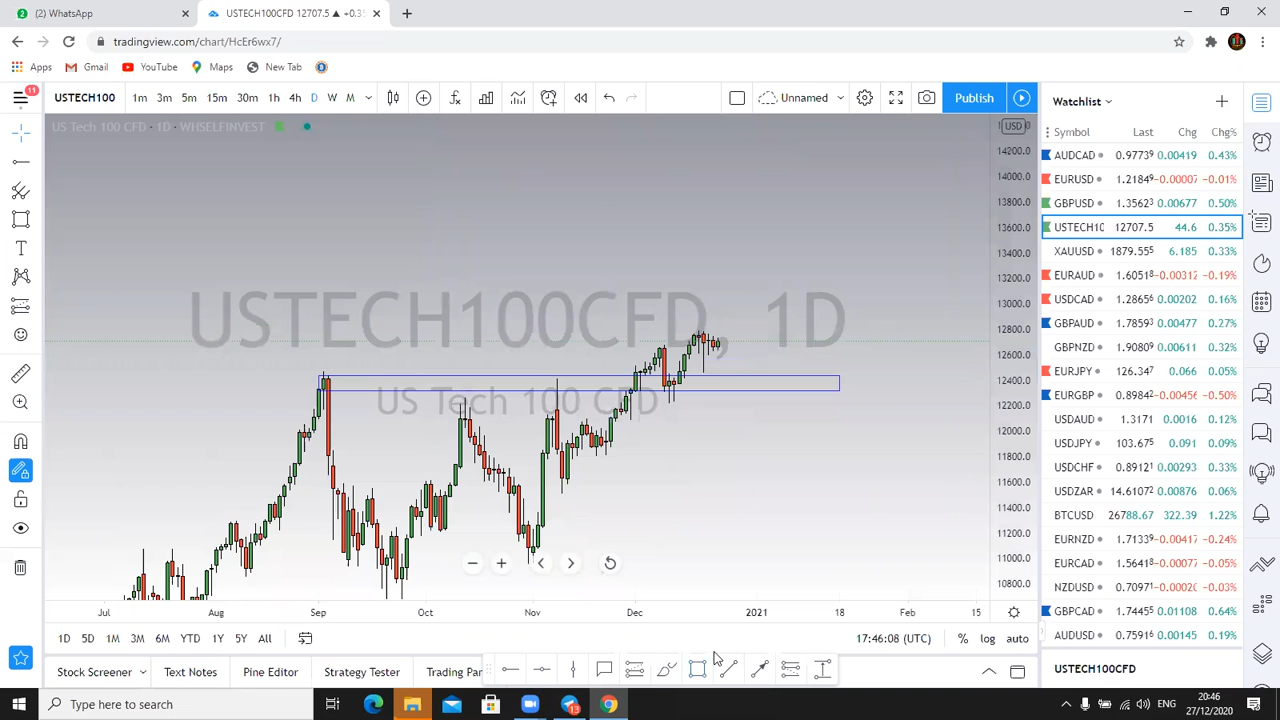 (2) WhatsApp
USTECH100CFD 12707.5 ▲ +0.3
tradingview.com/chart/HcEr6wx7/
Apps Gmail YouTube Maps New Tab
11
USTECH100 1m 3m 5m 15m 30m 1h 4h D W M Unnamed Publish
Watchlist
US Tech 100 CFD · 1D · WHSELFINVEST
USD
Symbol Last Chg Chg%
AUDCAD 0.97739 0.00419 0.43%
EURUSD 1.21849 −0.00007 −0.01%
GBPUSD 1.35623 0.00677 0.50%
USTECH10 12707.5 44.6 0.35%
XAUUSD 1879.555 6.185 0.33%
EURAUD 1.60518 −0.00312 −0.19%
USDCAD 1.28656 0.00202 0.16%
GBPAUD 1.78593 0.00477 0.27%
GBPNZD 1.90809 0.00611 0.32%
EURJPY 126.347 0.066 0.05%
EURGBP 0.89842 −0.00456 −0.50%
USDAUD 1.3171 0.0016 0.12%
USDJPY 103.675 0.091 0.09%
USDCHF 0.89121 0.00293 0.33%
USDZAR 14.61072 0.00876 0.06%
BTCUSD 26788.67 322.39 1.22%
EURNZD 1.71339 −0.00417 −0.24%
EURCAD 1.56418 −0.00077 −0.05%
NZDUSD 0.70971 −0.00020 −0.03%
GBPCAD 1.74455 0.01108 0.64%
AUDUSD 0.75916 0.00145 0.19%
USTECH100CFD
USTECH100CFD, 1D
US Tech 100 CFD
14200.0
14000.0
13800.0
13600.0
13400.0
13200.0
13000.0
12800.0
12600.0
12400.0
12200.0
12000.0
11800.0
11600.0
11400.0
11200.0
11000.0
10800.0
Jul Aug Sep Oct Nov Dec 2021 18 Feb 15
1D 5D 1M 3M 6M YTD 1Y 5Y All
17:46:08 (UTC) % log auto
Stock Screener Text Notes Pine Editor Strategy Tester Trading Pan
Type here to search
13
ENG
20:46
27/12/2020